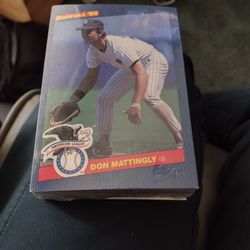 Donruss '86
AMERICAN LEAGUE
DON MATTINGLY 1B